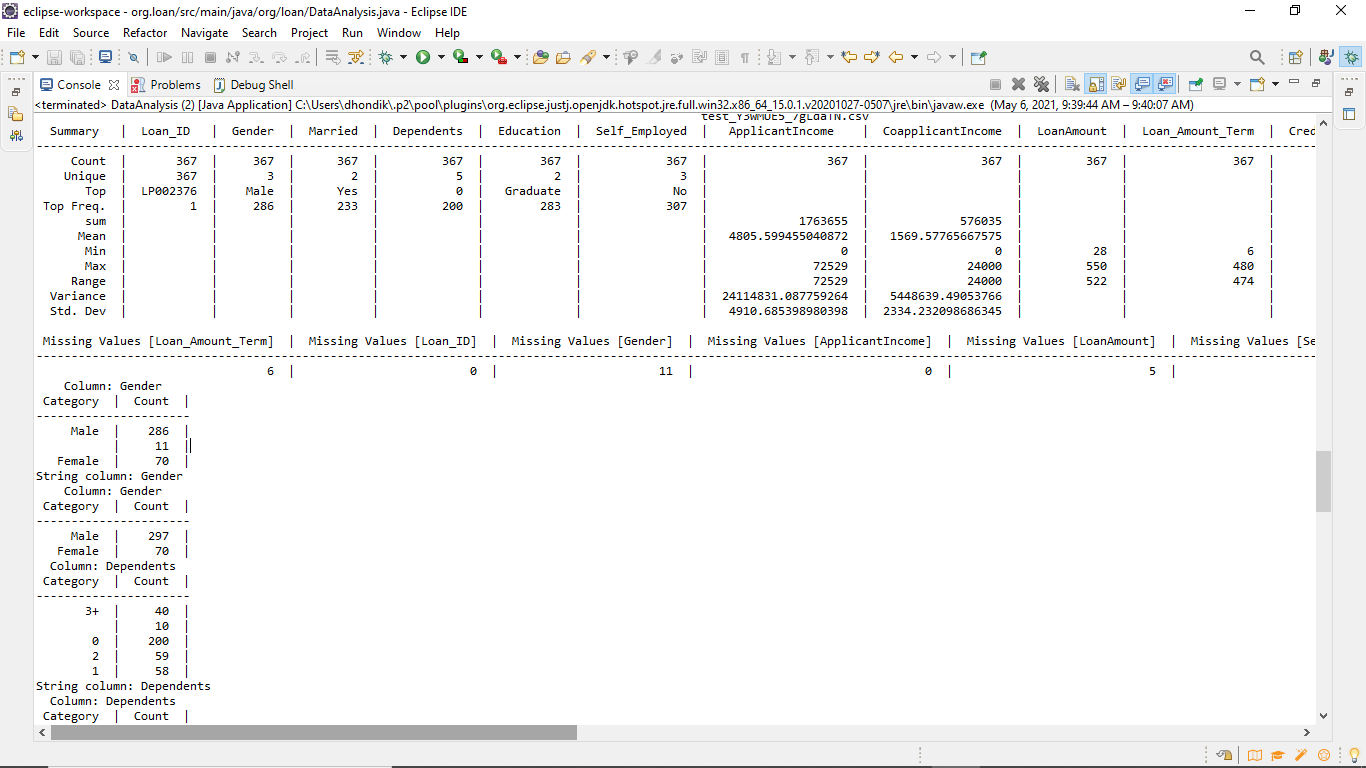 eclipse-workspace - org.loan/src/main/java/org/loan/DataAnalysis.java - Eclipse IDE
File Edit Source Refactor Navigate Search Project Run Window Help
Console Problems Debug Shell
<terminated> DataAnalysis (2) [Java Application] C:\Users\dhondik\.p2\pool\plugins\org.eclipse.justj.openjdk.hotspot.jre.full.win32.x86_64_15.0.1.v20201027-0507\jre\bin\javaw.exe (May 6, 2021, 9:39:44 AM – 9:40:07 AM)
Summary | Loan_ID | Gender | Married | Dependents | Education | Self_Employed | ApplicantIncome | CoapplicantIncome | LoanAmount | Loan_Amount_Term | Cred
Count | 367 | 367 | 367 | 367 | 367 | 367 | 367 | 367 | 367 | 367 |
Unique | 367 | 3 | 2 | 5 | 2 | 3 | | | | |
Top | LP002376 | Male | Yes | 0 | Graduate | No | | | | |
Top Freq. | 1 | 286 | 233 | 200 | 283 | 307 | | | | |
sum | | | | | | | 1763655 | 576035 | | |
Mean | | | | | | | 4805.599455040872 | 1569.57765667575 | | |
Min | | | | | | | 0 | 0 | 28 | 6 |
Max | | | | | | | 72529 | 24000 | 550 | 480 |
Range | | | | | | | 72529 | 24000 | 522 | 474 |
Variance | | | | | | | 24114831.087759264 | 5448639.49053766 | | |
Std. Dev | | | | | | | 4910.685398980398 | 2334.232098686345 | | |
Missing Values [Loan_Amount_Term] | Missing Values [Loan_ID] | Missing Values [Gender] | Missing Values [ApplicantIncome] | Missing Values [LoanAmount] | Missing Values [Se
6 | 0 | 11 | 0 | 5 |
Column: Gender
Category | Count |
Male | 286 |
| 11 |
Female | 70 |
String column: Gender
Column: Gender
Category | Count |
Male | 297 |
Female | 70 |
Column: Dependents
Category | Count |
3+ | 40 |
| 10 |
0 | 200 |
2 | 59 |
1 | 58 |
String column: Dependents
Column: Dependents
Category | Count |